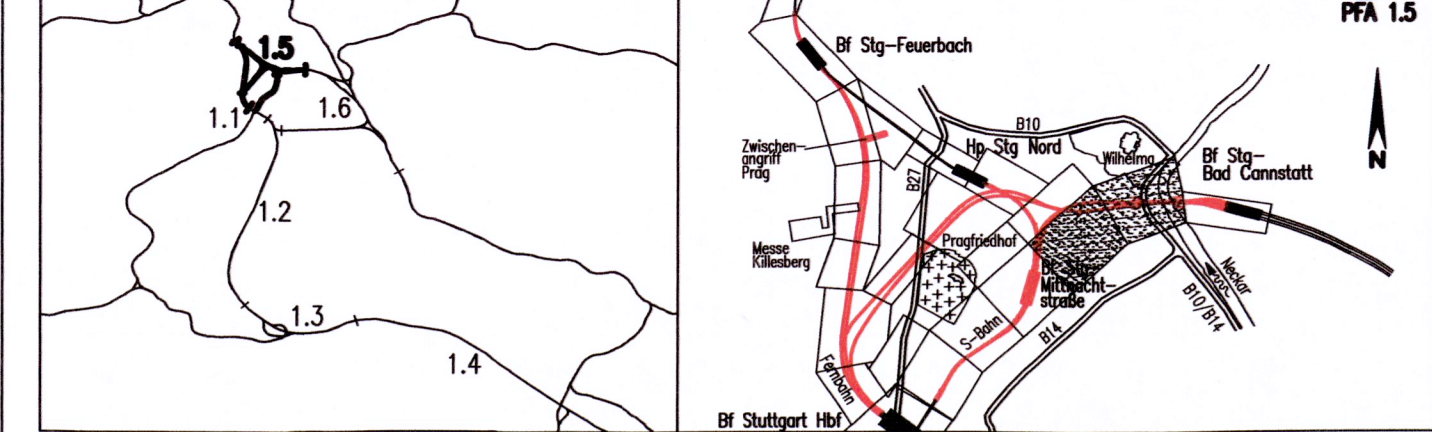 1.5
1.6
1.1
1.2
1.3
1.4
PFA 1.5
Bf Stg-Feuerbach
B10
Zwischen-
angriff
Prag
Hp Stg Nord
Wilhelma
Bf Stg-
Bad Cannstatt
N
B27
Pragfriedhof
Messe
Killesberg
Bf Stg-
Mittnacht-
straße
Neckar
B10/B14
S-Bahn
B14
Fernbahn
Bf Stuttgart Hbf